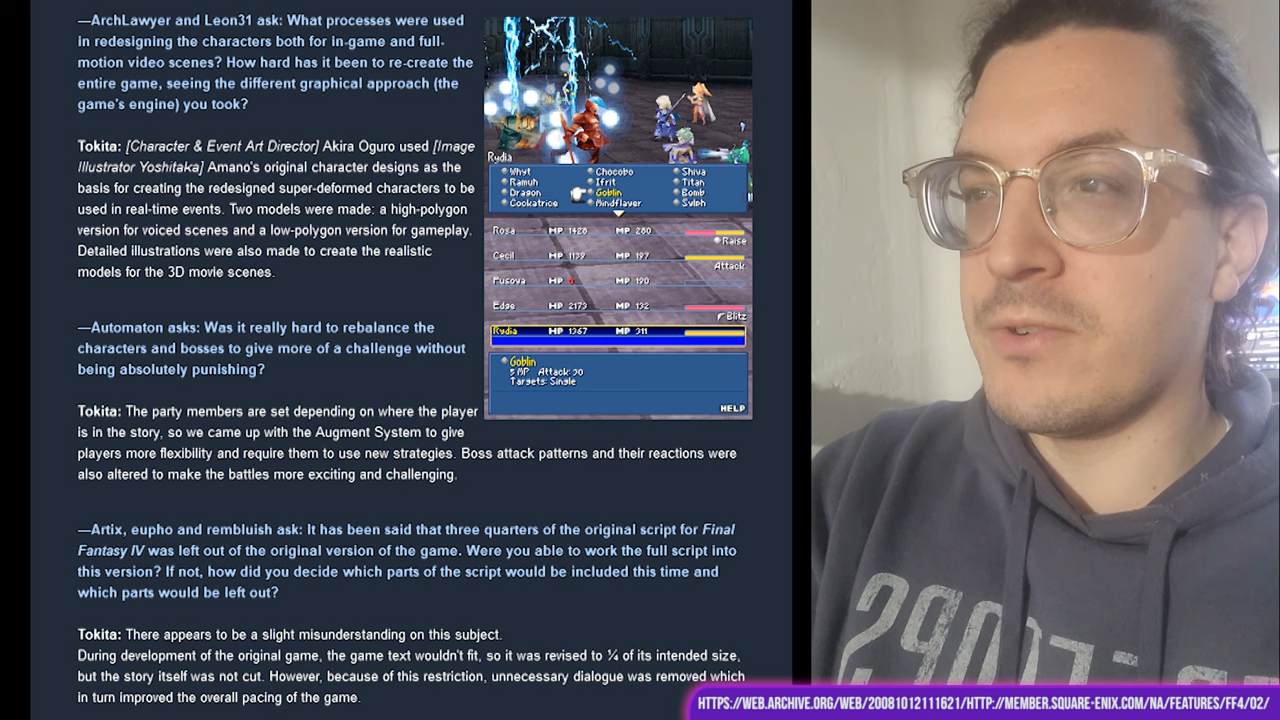 —ArchLawyer and Leon31 ask: What processes were used
in redesigning the characters both for in-game and full-
motion video scenes? How hard has it been to re-create the
entire game, seeing the different graphical approach (the
game's engine) you took?
Tokita: [Character & Event Art Director] Akira Oguro used [Image
Illustrator Yoshitaka] Amano's original character designs as the
basis for creating the redesigned super-deformed characters to be
used in real-time events. Two models were made: a high-polygon
version for voiced scenes and a low-polygon version for gameplay.
Detailed illustrations were also made to create the realistic
models for the 3D movie scenes.
—Automaton asks: Was it really hard to rebalance the
characters and bosses to give more of a challenge without
being absolutely punishing?
Tokita: The party members are set depending on where the player
is in the story, so we came up with the Augment System to give
players more flexibility and require them to use new strategies. Boss attack patterns and their reactions were
also altered to make the battles more exciting and challenging.
—Artix, eupho and rembluish ask: It has been said that three quarters of the original script for Final
Fantasy IV was left out of the original version of the game. Were you able to work the full script into
this version? If not, how did you decide which parts of the script would be included this time and
which parts would be left out?
Tokita: There appears to be a slight misunderstanding on this subject.
During development of the original game, the game text wouldn't fit, so it was revised to ¼ of its intended size,
but the story itself was not cut. However, because of this restriction, unnecessary dialogue was removed which
in turn improved the overall pacing of the game.
Rydia
Whyt Chocobo Shiva
Ramuh Ifrit Titan
Dragon Goblin Bomb
Cockatrice Mindflayer Sylph
Rosa HP 1428 MP 280
Raise
Cecil HP 1139 MP 197
Attack
Fusoya HP MP 190
Edge HP 2173 MP 132
Blitz
Rydia HP 1367 MP 311
Goblin
5 MP Attack: 30
Targets: Single
HELP
HTTPS://WEB.ARCHIVE.ORG/WEB/20081012111621/HTTP://MEMBER.SQUARE-ENIX.COM/NA/FEATURES/FF4/02/